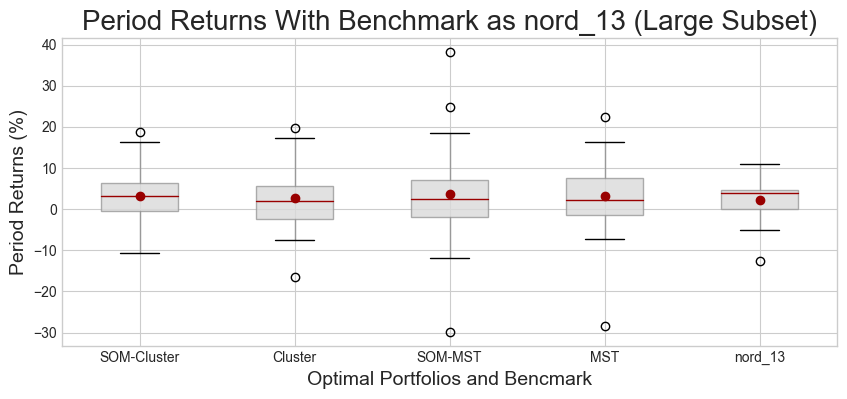 Period Returns With Benchmark as nord_13 (Large Subset)
Period Returns (%)
40
30
20
10
0
−10
−20
−30
SOM-Cluster
Cluster
SOM-MST
MST
nord_13
Optimal Portfolios and Bencmark